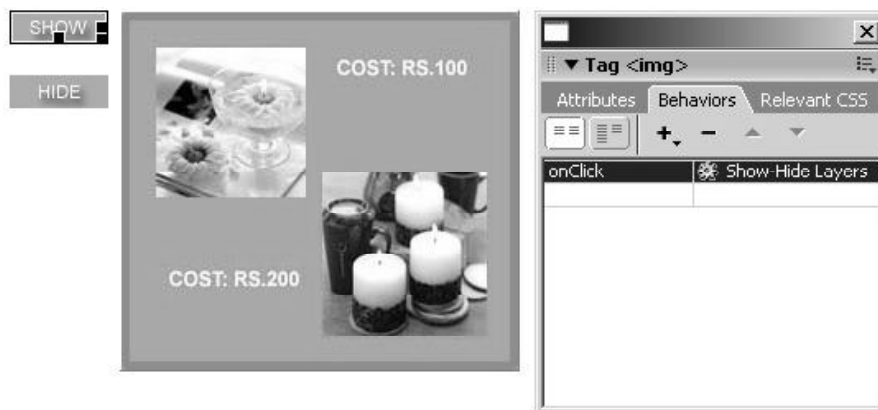 SHOW
HIDE
COST: RS.100
COST: RS.200
Tag <img>
Attributes Behaviors Relevant CSS
onClick Show-Hide Layers